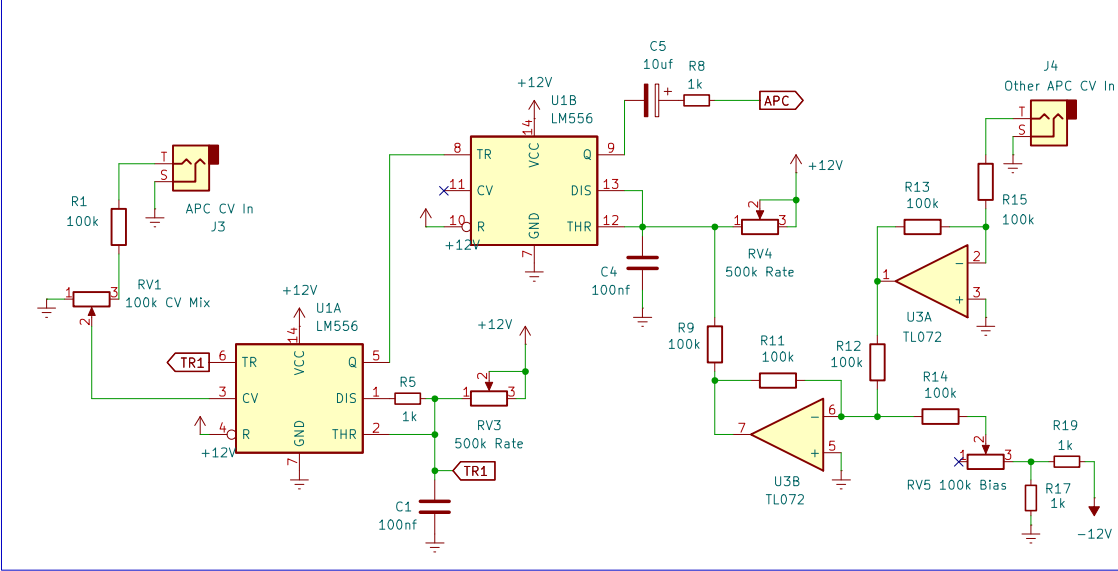 C5
10uf
R8
1k
APC
J4
Other APC CV In
T
S
+12V
U1B
LM556
14
VCC
8
TR
Q
9
11
CV
DIS
13
10
R
THR
12
GND
7
+12V
+12V
2
1
3
RV4
500k Rate
C4
100nf
R13
100k
R15
100k
2
1
3
−
+
U3A
TL072
T
S
APC CV In
J3
R1
100k
RV1
100k CV Mix
1
3
2
+12V
U1A
LM556
14
VCC
TR1
6
TR
Q
5
3
CV
DIS
1
4
R
THR
2
GND
7
+12V
R5
1k
+12V
2
1
3
RV3
500k Rate
TR1
C1
100nf
R9
100k
R11
100k
R12
100k
R14
100k
6
7
5
−
+
U3B
TL072
2
1
3
RV5 100k Bias
R19
1k
R17
1k
−12V